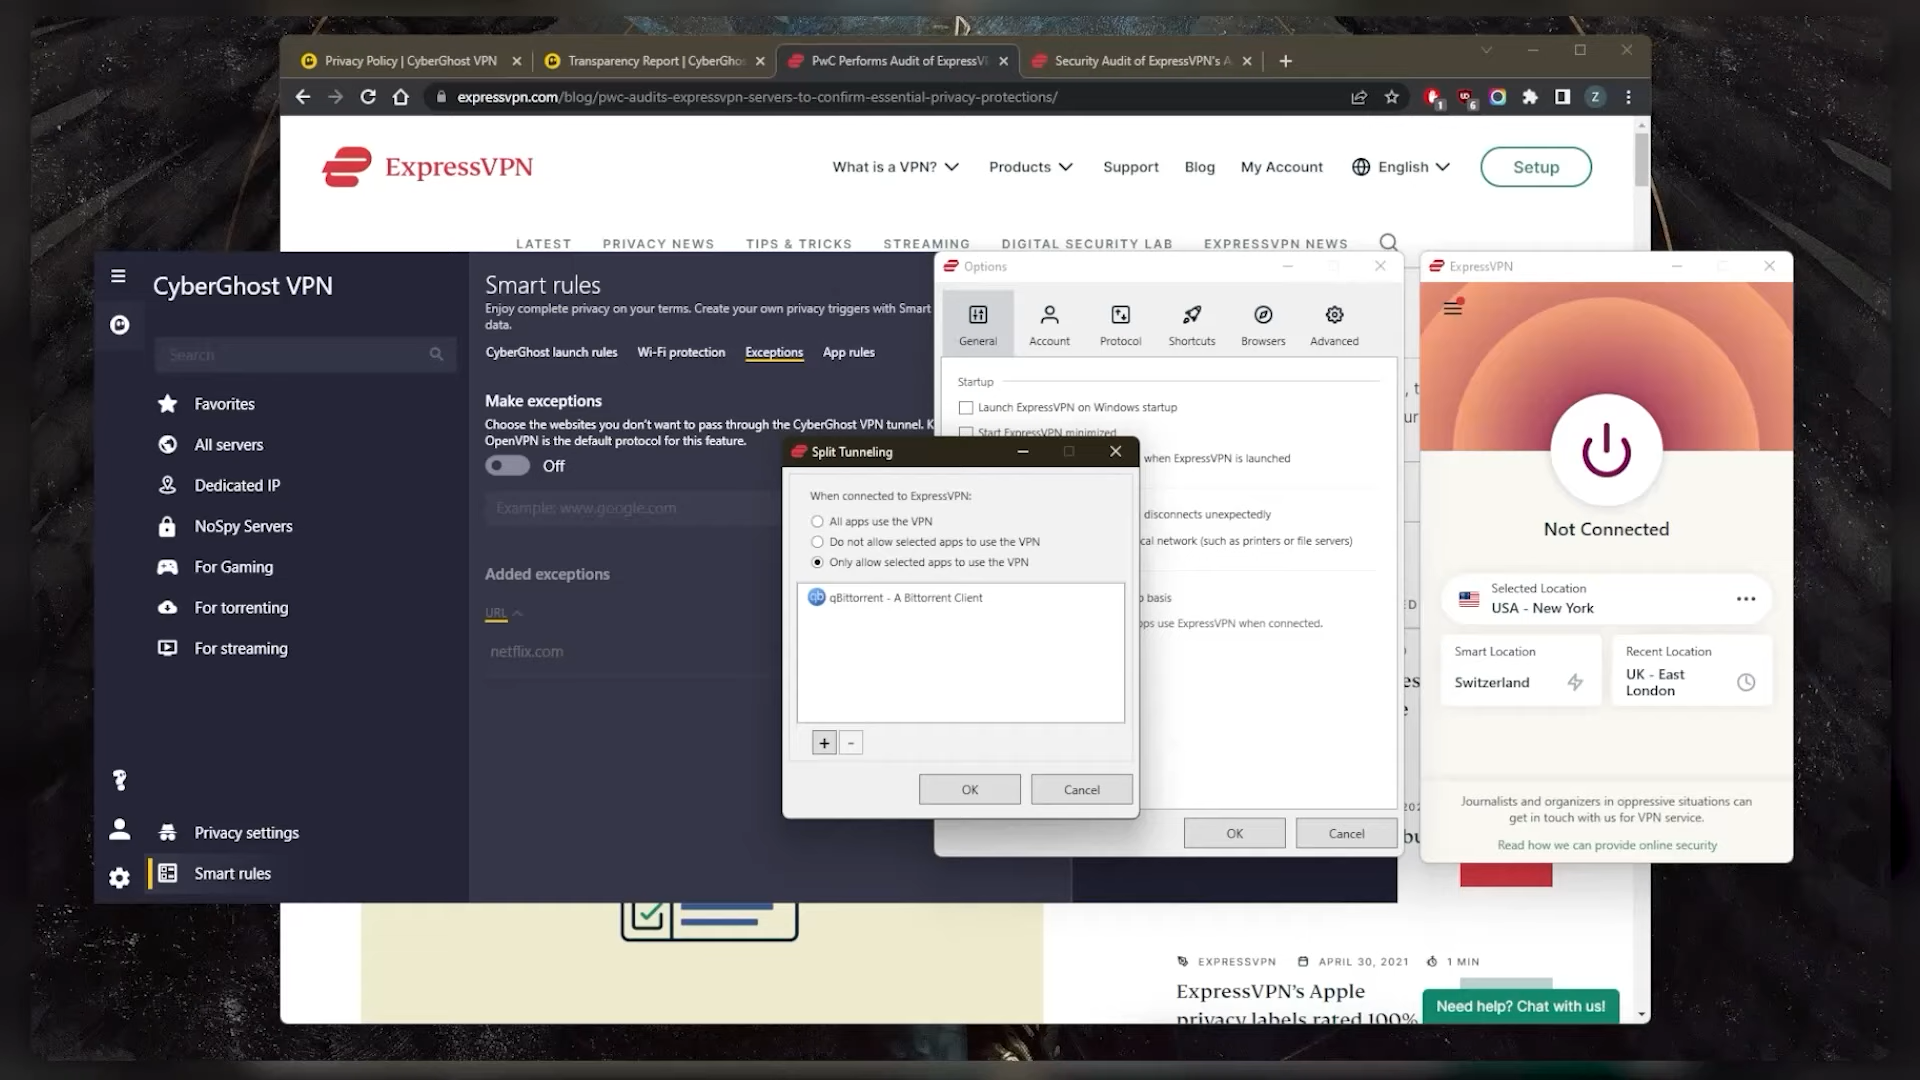 Privacy Policy | CyberGhost VPN
Transparency Report | CyberGhos
PwC Performs Audit of ExpressV
Security Audit of ExpressVPN's A
expressvpn.com/blog/pwc-audits-expressvpn-servers-to-confirm-essential-privacy-protections/
1
6
Z
ExpressVPN
What is a VPN?
Products
Support
Blog
My Account
English
Setup
LATEST
PRIVACY NEWS
TIPS & TRICKS
STREAMING
DIGITAL SECURITY LAB
EXPRESSVPN NEWS
CyberGhost VPN
Search
Favorites
All servers
Dedicated IP
NoSpy Servers
For Gaming
For torrenting
For streaming
Privacy settings
Smart rules
Smart rules
Enjoy complete privacy on your terms. Create your own privacy triggers with Smart
data.
CyberGhost launch rules
Wi-Fi protection
Exceptions
App rules
Make exceptions
Choose the websites you don't want to pass through the CyberGhost VPN tunnel. K
OpenVPN is the default protocol for this feature.
Off
Example: www.google.com
Added exceptions
URL
netflix.com
Options
General
Account
Protocol
Shortcuts
Browsers
Advanced
Startup
Launch ExpressVPN on Windows startup
Start ExpressVPN minimized
when ExpressVPN is launched
disconnects unexpectedly
cal network (such as printers or file servers)
basis
ps use ExpressVPN when connected.
OK
Cancel
Split Tunneling
When connected to ExpressVPN:
All apps use the VPN
Do not allow selected apps to use the VPN
Only allow selected apps to use the VPN
qb
qBittorrent - A Bittorrent Client
+
-
OK
Cancel
ExpressVPN
Not Connected
Selected Location
USA - New York
Smart Location
Switzerland
Recent Location
UK - East
London
Journalists and organizers in oppressive situations can
get in touch with us for VPN service.
Read how we can provide online security
EXPRESSVPN
APRIL 30, 2021
1 MIN
ExpressVPN's Apple
privacy labels rated 100%
Need help? Chat with us!